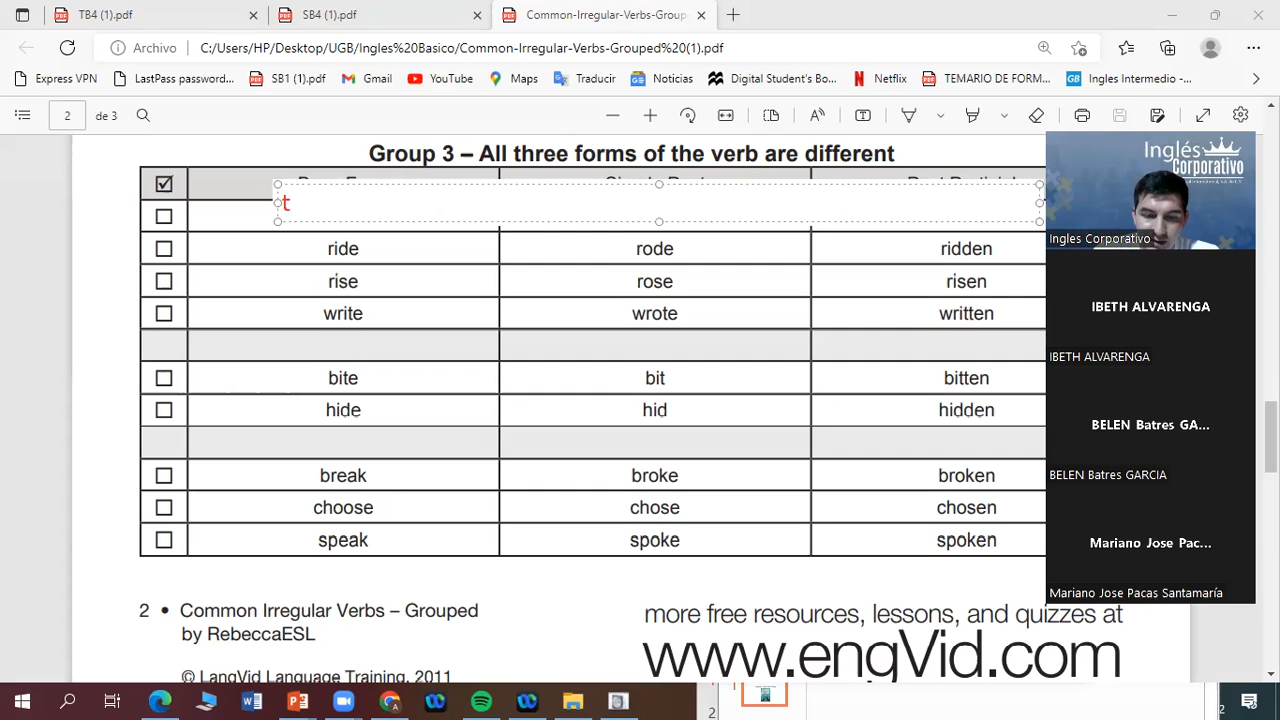 TB4 (1).pdf
SB4 (1).pdf
Common-Irregular-Verbs-Group
Archivo
C:/Users/HP/Desktop/UGB/Ingles%20Basico/Common-Irregular-Verbs-Grouped%20(1).pdf
Express VPN
LastPass password...
SB1 (1).pdf
Gmail
YouTube
Maps
Traducir
Noticias
Digital Student's Bo...
Netflix
TEMARIO DE FORM...
Ingles Intermedio -...
2
de 3
Group 3 – All three forms of the verb are different
t
ride rode ridden
rise rose risen
write wrote written
bite bit bitten
hide hid hidden
break broke broken
choose chose chosen
speak spoke spoken
2 • Common Irregular Verbs – Grouped
by RebeccaESL
© LangVid Language Training, 2011
more free resources, lessons, and quizzes at
www.engVid.com
Inglés
Corporativo
Ingles Corporativo
IBETH ALVARENGA
IBETH ALVARENGA
BELEN Batres GA...
BELEN Batres GARCIA
Mariano Jose Pac...
Mariano Jose Pacas Santamaría
2
2